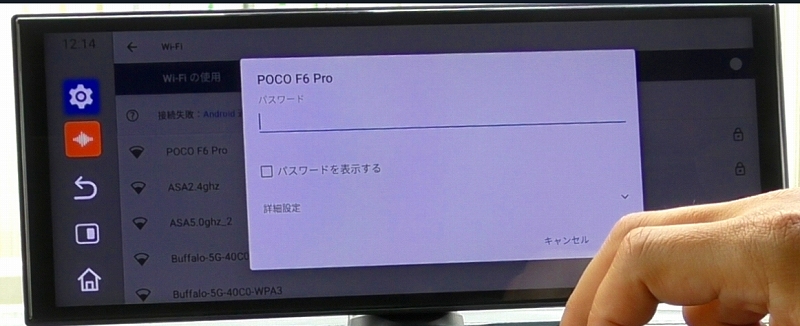 12.14
Wi-Fi
Wi-Fi の使用
接続失敗：Android
POCO F6 Pro
ASA2.4ghz
ASA5.0ghz_2
Buffalo-5G-40C0
Buffalo-5G-40C0-WPA3
POCO F6 Pro
パスワード
パスワードを表示する
詳細設定
キャンセル